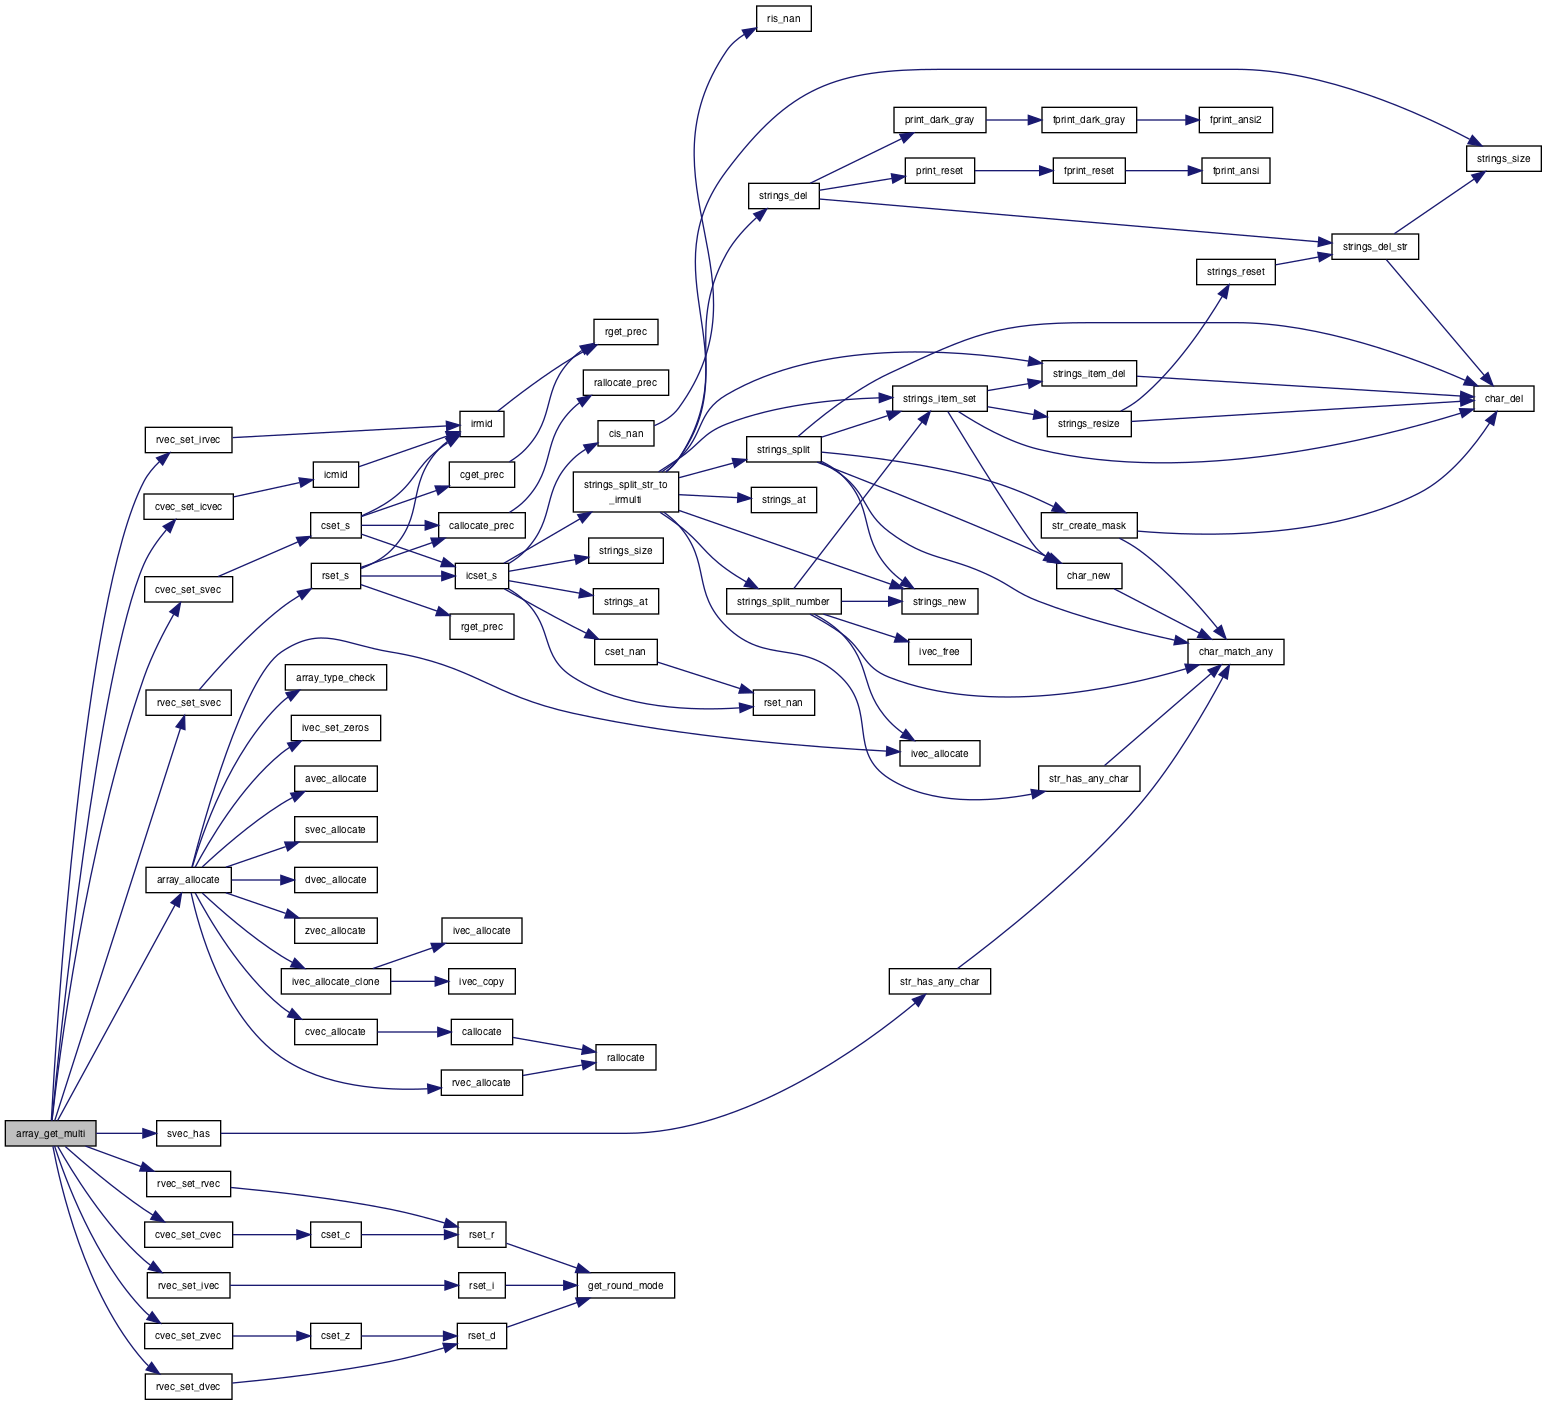 ris_nan
print_dark_gray
fprint_dark_gray
fprint_ansi2
strings_size
print_reset
fprint_reset
fprint_ansi
strings_del
strings_del_str
strings_reset
rget_prec
rallocate_prec
strings_item_del
strings_item_set
char_del
irmid
strings_resize
cis_nan
rvec_set_irvec
strings_split
icmid
cget_prec
strings_split_str_to
_irmulti
strings_at
cvec_set_icvec
cset_s
callocate_prec
str_create_mask
strings_size
rset_s
icset_s
char_new
cvec_set_svec
strings_at
strings_split_number
strings_new
rget_prec
cset_nan
ivec_free
char_match_any
array_type_check
rvec_set_svec
rset_nan
ivec_set_zeros
ivec_allocate
avec_allocate
str_has_any_char
svec_allocate
array_allocate
dvec_allocate
zvec_allocate
ivec_allocate
ivec_allocate_clone
ivec_copy
str_has_any_char
cvec_allocate
callocate
rallocate
rvec_allocate
array_get_multi
svec_has
rvec_set_rvec
cvec_set_cvec
cset_c
rset_r
rvec_set_ivec
rset_i
get_round_mode
cvec_set_zvec
cset_z
rset_d
rvec_set_dvec